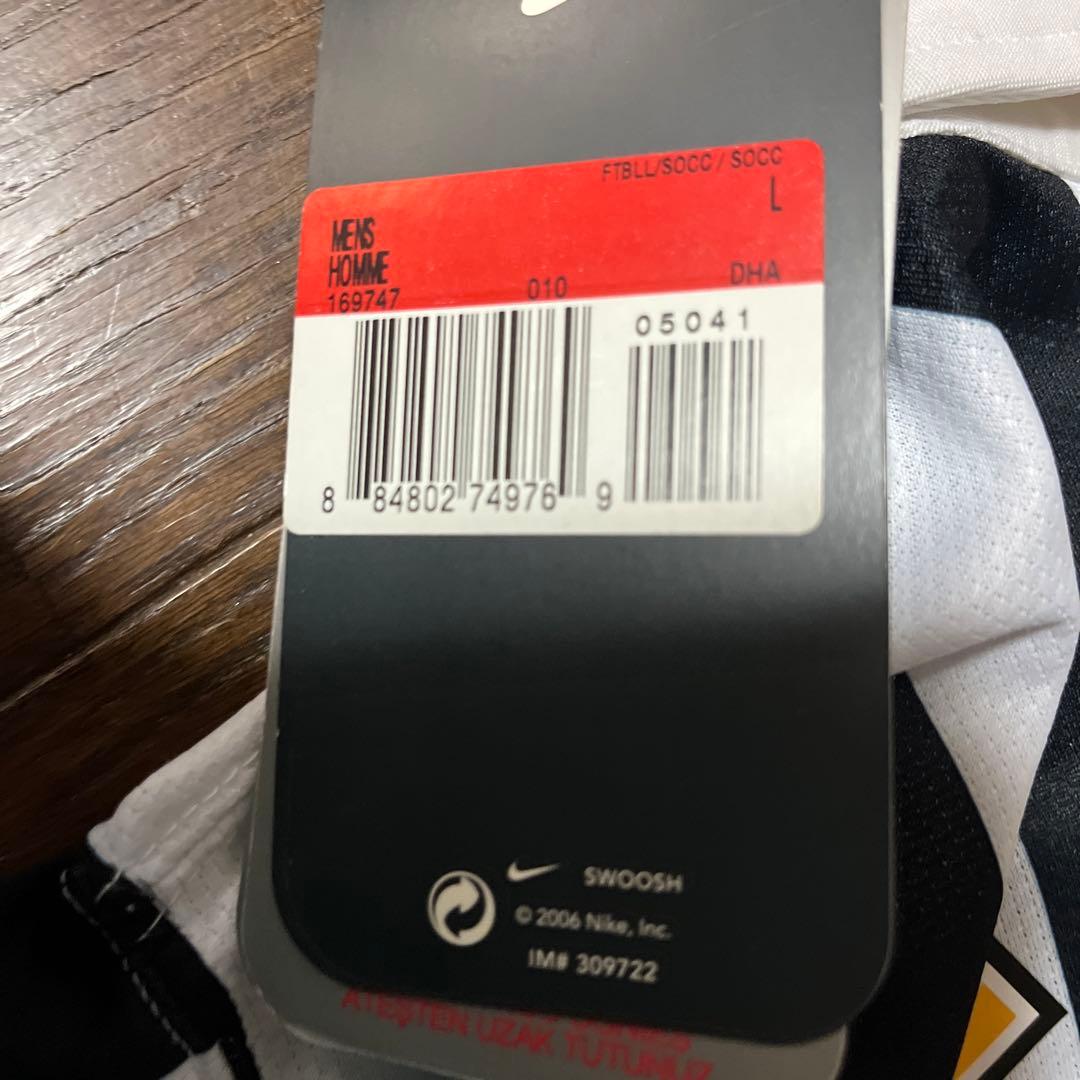 FTBLL/SOCC / SOCC
L
MENS
HOMME
169747 010 DHA
05041
8 84802 74976 9
SWOOSH
© 2006 Nike, Inc.
IM# 309722
ATEŞTEN UZAK TUTUNUZ